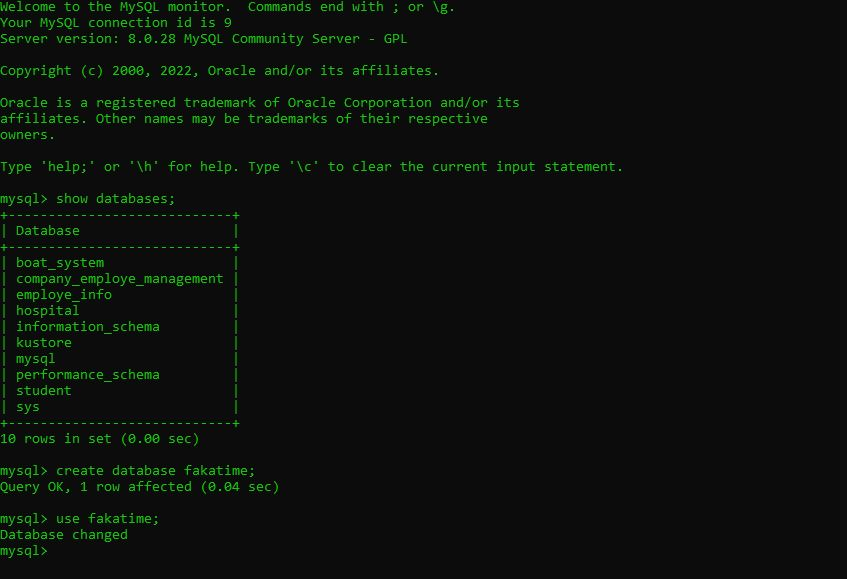 Welcome to the MySQL monitor.  Commands end with ; or \g.
Your MySQL connection id is 9
Server version: 8.0.28 MySQL Community Server - GPL
Copyright (c) 2000, 2022, Oracle and/or its affiliates.
Oracle is a registered trademark of Oracle Corporation and/or its
affiliates. Other names may be trademarks of their respective
owners.
Type 'help;' or '\h' for help. Type '\c' to clear the current input statement.
mysql> show databases;
+----------------------------+
| Database                   |
+----------------------------+
| boat_system                |
| company_employe_management |
| employe_info               |
| hospital                   |
| information_schema         |
| kustore                    |
| mysql                      |
| performance_schema         |
| student                    |
| sys                        |
+----------------------------+
10 rows in set (0.00 sec)
mysql> create database fakatime;
Query OK, 1 row affected (0.04 sec)
mysql> use fakatime;
Database changed
mysql>